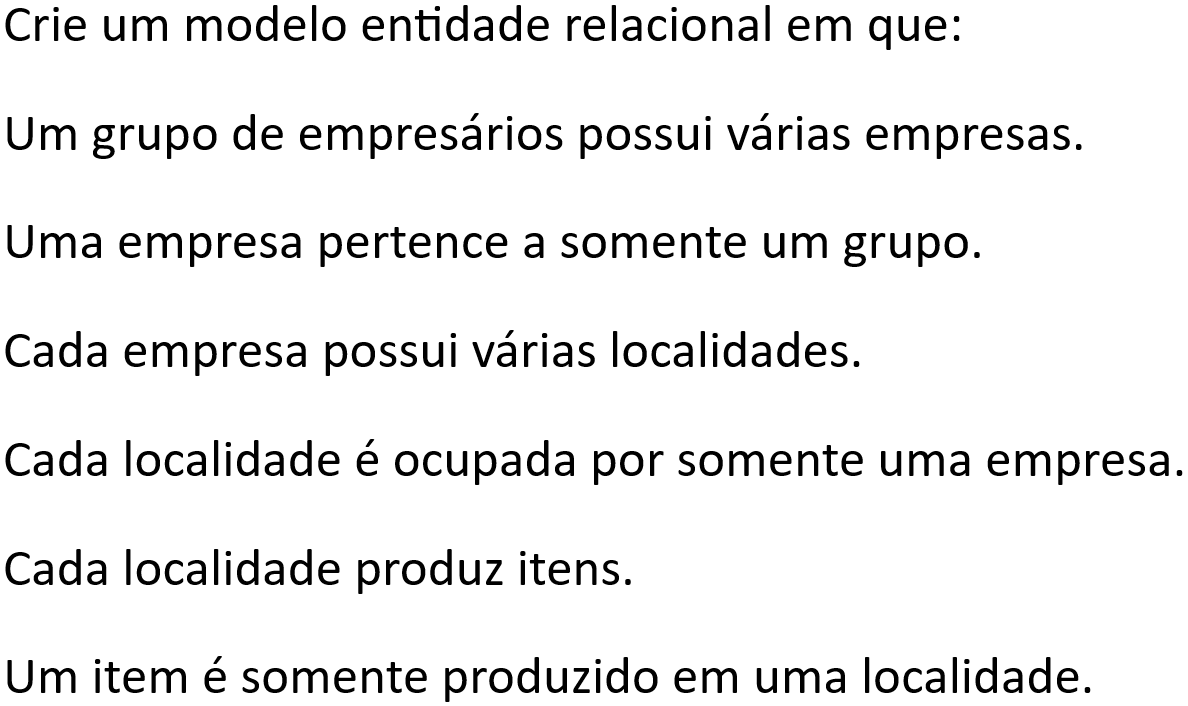 Crie um modelo entidade relacional em que:
Um grupo de empresários possui várias empresas.
Uma empresa pertence a somente um grupo.
Cada empresa possui várias localidades.
Cada localidade é ocupada por somente uma empresa.
Cada localidade produz itens.
Um item é somente produzido em uma localidade.